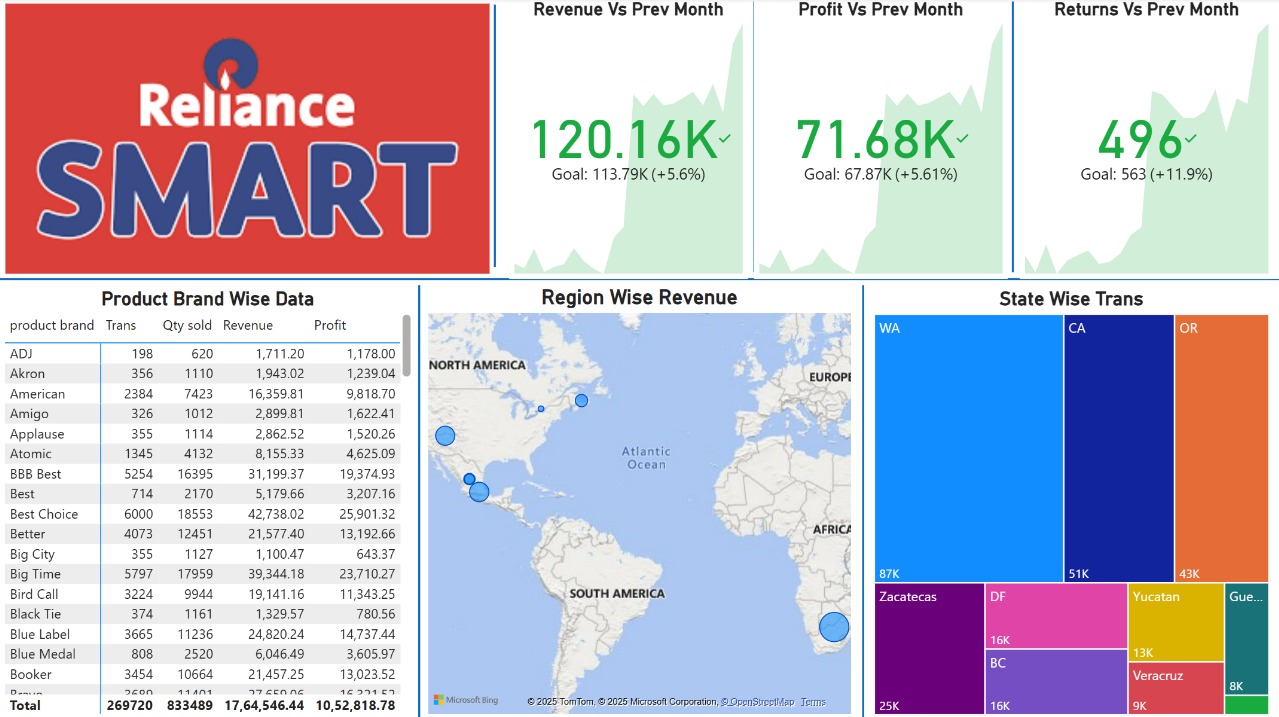 Reliance
SMART
Revenue Vs Prev Month
120.16K
Goal: 113.79K (+5.6%)
Profit Vs Prev Month
71.68K
Goal: 67.87K (+5.61%)
Returns Vs Prev Month
496
Goal: 563 (+11.9%)
Product Brand Wise Data
product brand Trans Qty sold Revenue Profit
ADJ 198 620 1,711.20 1,178.00
Akron 356 1110 1,943.02 1,239.04
American 2384 7423 16,359.81 9,818.70
Amigo 326 1012 2,899.81 1,622.41
Applause 355 1114 2,862.52 1,520.26
Atomic 1345 4132 8,155.33 4,625.09
BBB Best 5254 16395 31,199.37 19,374.93
Best 714 2170 5,179.66 3,207.16
Best Choice 6000 18553 42,738.02 25,901.32
Better 4073 12451 21,577.40 13,192.66
Big City 355 1127 1,100.47 643.37
Big Time 5797 17959 39,344.18 23,710.27
Bird Call 3224 9944 19,141.16 11,343.25
Black Tie 374 1161 1,329.57 780.56
Blue Label 3665 11236 24,820.24 14,737.44
Blue Medal 808 2520 6,046.49 3,605.97
Booker 3454 10664 21,457.25 13,023.52
Total 269720 833489 17,64,546.44 10,52,818.78
Region Wise Revenue
NORTH AMERICA
EUROPE
Atlantic
Ocean
AFRICA
SOUTH AMERICA
Microsoft Bing
© 2025 TomTom, © 2025 Microsoft Corporation, © OpenStreetMap Terms
State Wise Trans
WA
87K
CA
51K
OR
43K
Zacatecas
25K
DF
16K
BC
16K
Yucatan
13K
Veracruz
9K
Gue...
8K